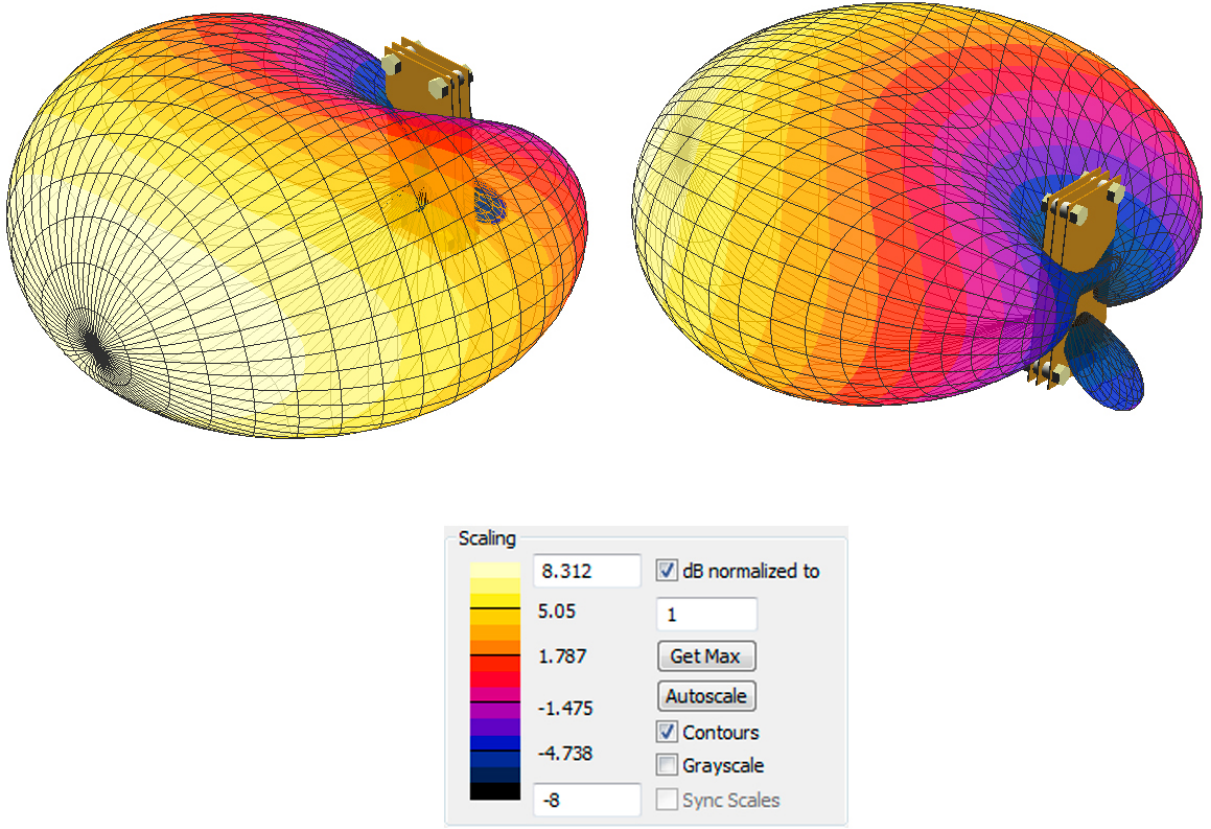 Scaling
8.312
dB normalized to
5.05
1
1.787
Get Max
Autoscale
-1.475
Contours
-4.738
Grayscale
-8
Sync Scales